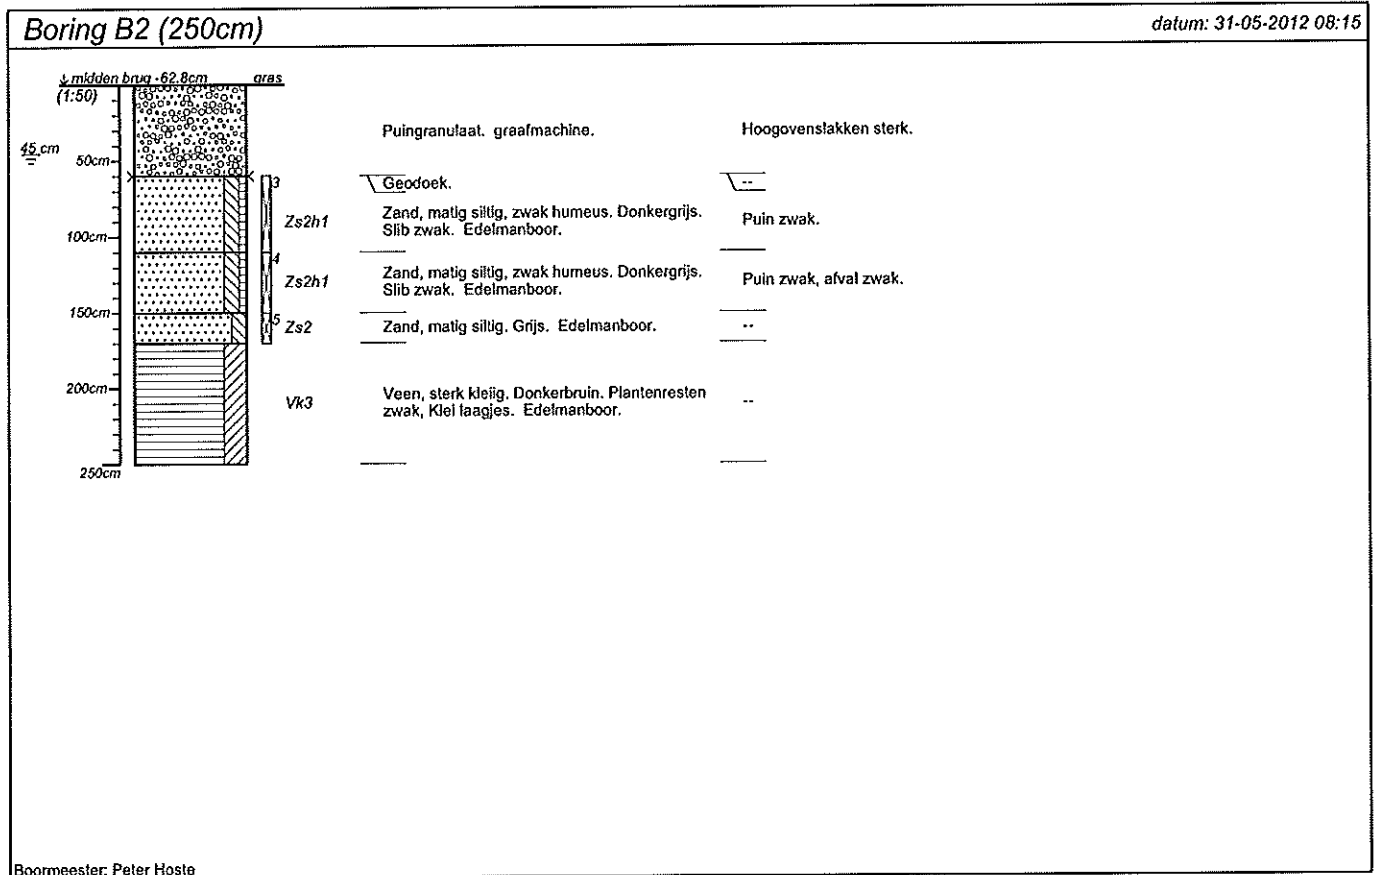 Boring B2 (250cm)
datum: 31-05-2012 08:15
midden brug -62.8cm gras
(1:50)
Puingranulaat. graafmachine.
Hoogovenslakken sterk.
45 cm
50cm
3
Geodoek.
--
Zs2h1
Zand, matig siltig, zwak humeus. Donkergrijs.
Slib zwak. Edelmanboor.
Puin zwak.
100cm
4
Zs2h1
Zand, matig siltig, zwak humeus. Donkergrijs.
Slib zwak. Edelmanboor.
Puin zwak, afval zwak.
150cm
5
Zs2
Zand, matig siltig. Grijs. Edelmanboor.
--
200cm
Vk3
Veen, sterk kleiig. Donkerbruin. Plantenresten
zwak, Klei laagjes. Edelmanboor.
--
250cm
Boormeester: Peter Hoste